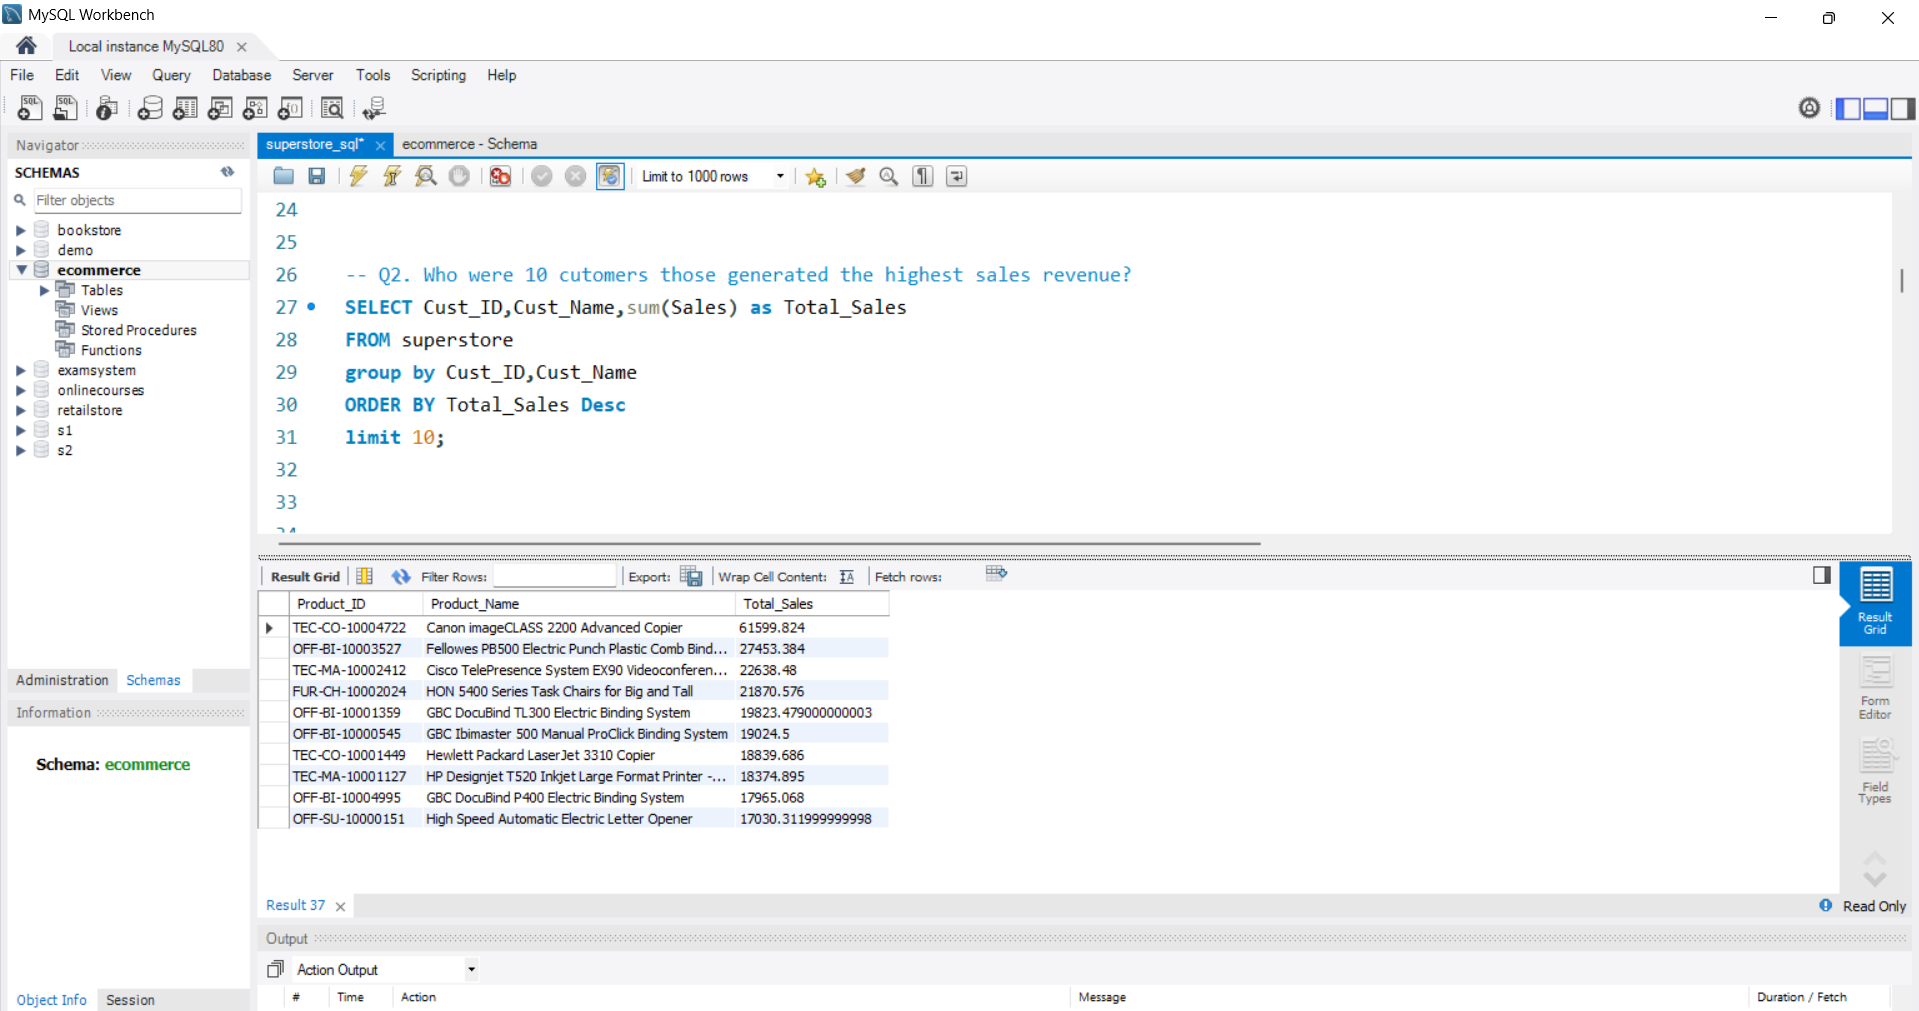 MySQL Workbench
Local instance MySQL80
File Edit View Query Database Server Tools Scripting Help
Navigator
SCHEMAS
Filter objects
bookstore
demo
ecommerce
Tables
Views
Stored Procedures
Functions
examsystem
onlinecourses
retailstore
s1
s2
Administration Schemas
Information
Schema: ecommerce
Object Info Session
superstore_sql* ecommerce - Schema
Limit to 1000 rows
24
25
26 -- Q2. Who were 10 cutomers those generated the highest sales revenue?
27 SELECT Cust_ID,Cust_Name,sum(Sales) as Total_Sales
28 FROM superstore
29 group by Cust_ID,Cust_Name
30 ORDER BY Total_Sales Desc
31 limit 10;
32
33
34
Result Grid Filter Rows: Export: Wrap Cell Content: Fetch rows:
Product_ID Product_Name Total_Sales
TEC-CO-10004722 Canon imageCLASS 2200 Advanced Copier 61599.824
OFF-BI-10003527 Fellowes PB500 Electric Punch Plastic Comb Bind... 27453.384
TEC-MA-10002412 Cisco TelePresence System EX90 Videoconferen... 22638.48
FUR-CH-10002024 HON 5400 Series Task Chairs for Big and Tall 21870.576
OFF-BI-10001359 GBC DocuBind TL300 Electric Binding System 19823.479000000003
OFF-BI-10000545 GBC Ibimaster 500 Manual ProClick Binding System 19024.5
TEC-CO-10001449 Hewlett Packard LaserJet 3310 Copier 18839.686
TEC-MA-10001127 HP Designjet T520 Inkjet Large Format Printer -... 18374.895
OFF-BI-10004995 GBC DocuBind P400 Electric Binding System 17965.068
OFF-SU-10000151 High Speed Automatic Electric Letter Opener 17030.311999999998
Result
Grid
Form
Editor
Field
Types
Result 37
Read Only
Output
Action Output
# Time Action Message Duration / Fetch